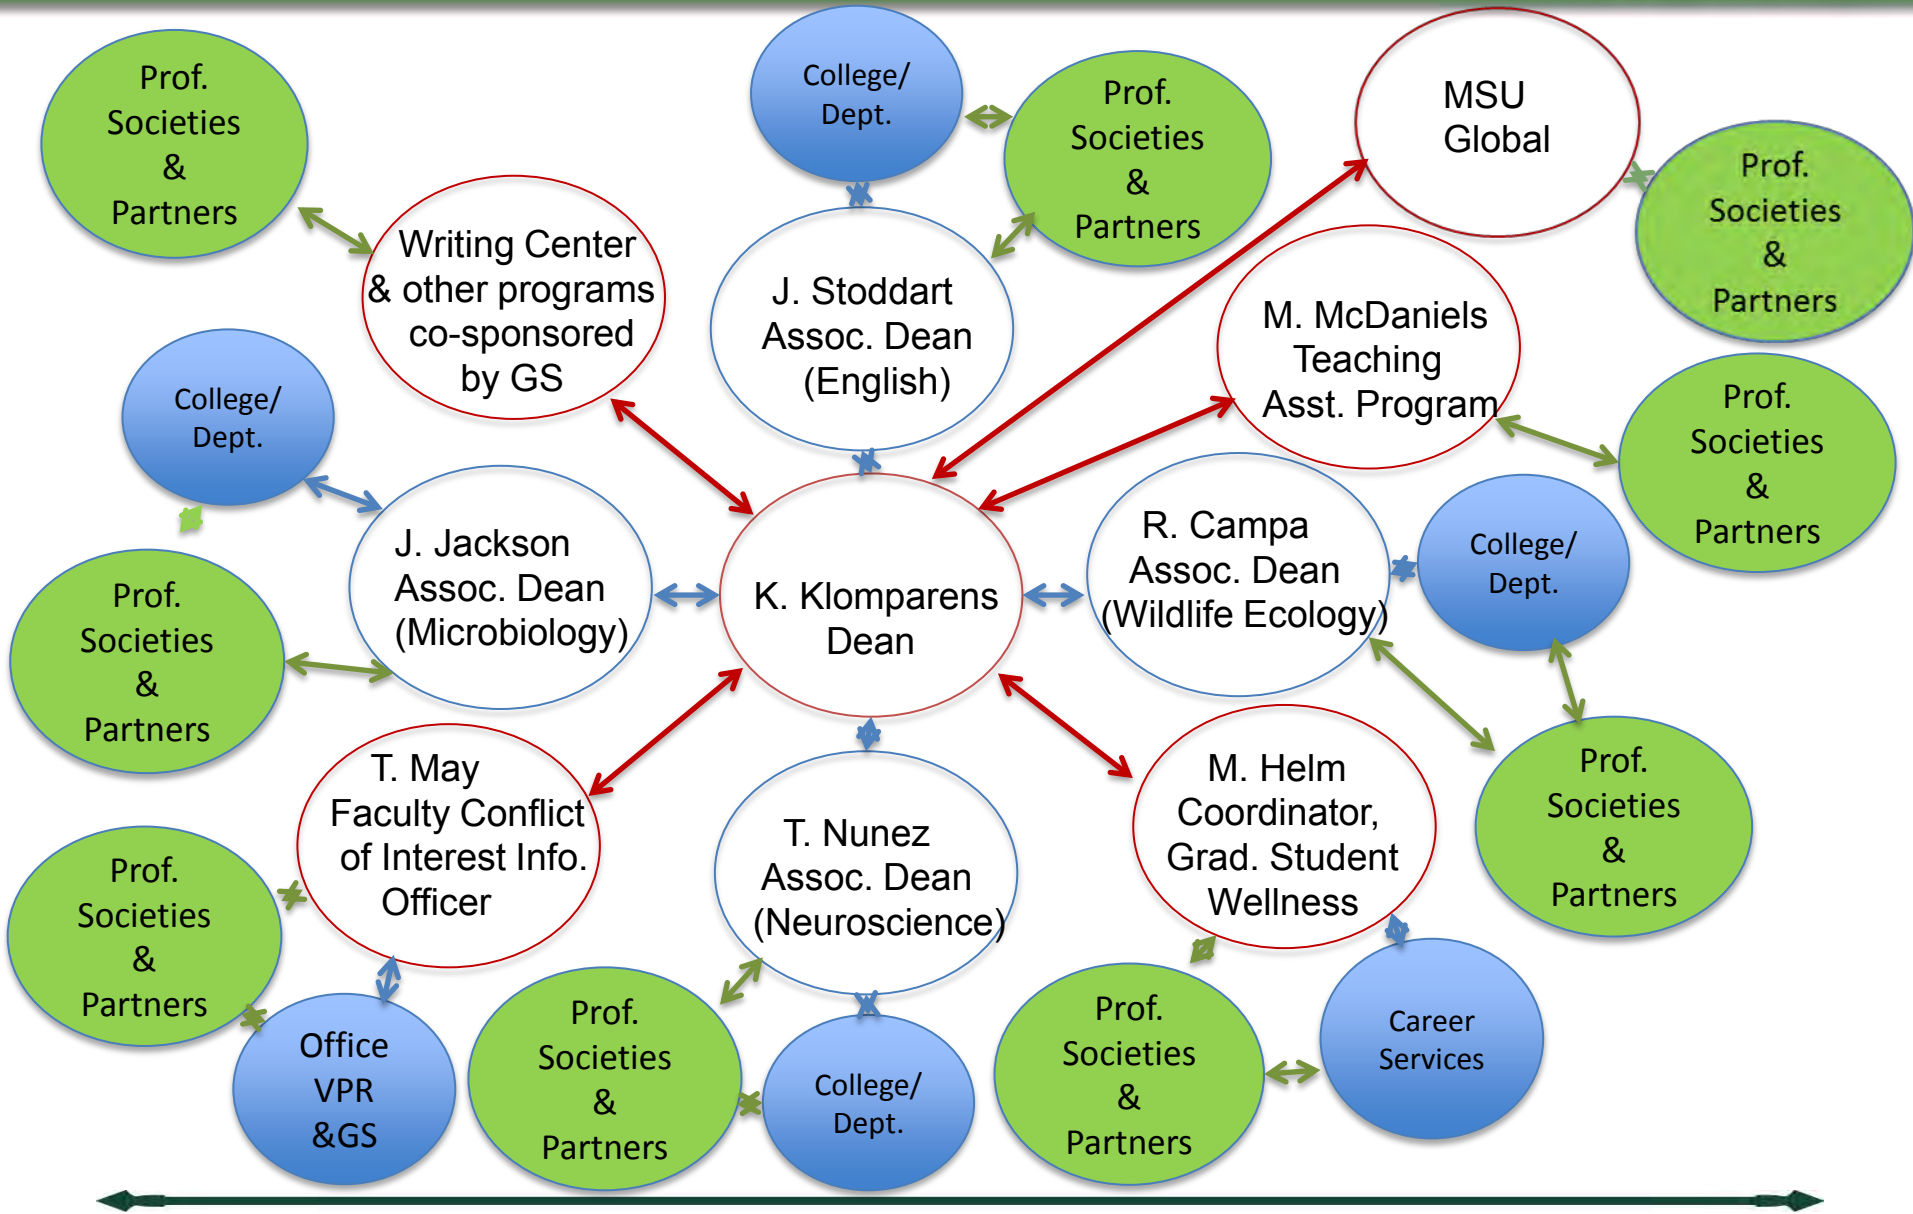 Prof.
Societies
&
Partners
College/
Dept.
Prof.
Societies
&
Partners
MSU
Global
Prof.
Societies
&
Partners
Writing Center
& other programs
co-sponsored
by GS
J. Stoddart
Assoc. Dean
(English)
M. McDaniels
Teaching
Asst. Program
Prof.
Societies
&
Partners
College/
Dept.
J. Jackson
Assoc. Dean
(Microbiology)
K. Klomparens
Dean
R. Campa
Assoc. Dean
(Wildlife Ecology)
College/
Dept.
Prof.
Societies
&
Partners
T. May
Faculty Conflict
of Interest Info.
Officer
T. Nunez
Assoc. Dean
(Neuroscience)
M. Helm
Coordinator,
Grad. Student
Wellness
Prof.
Societies
&
Partners
Prof.
Societies
&
Partners
Office
VPR
&GS
Prof.
Societies
&
Partners
College/
Dept.
Prof.
Societies
&
Partners
Career
Services